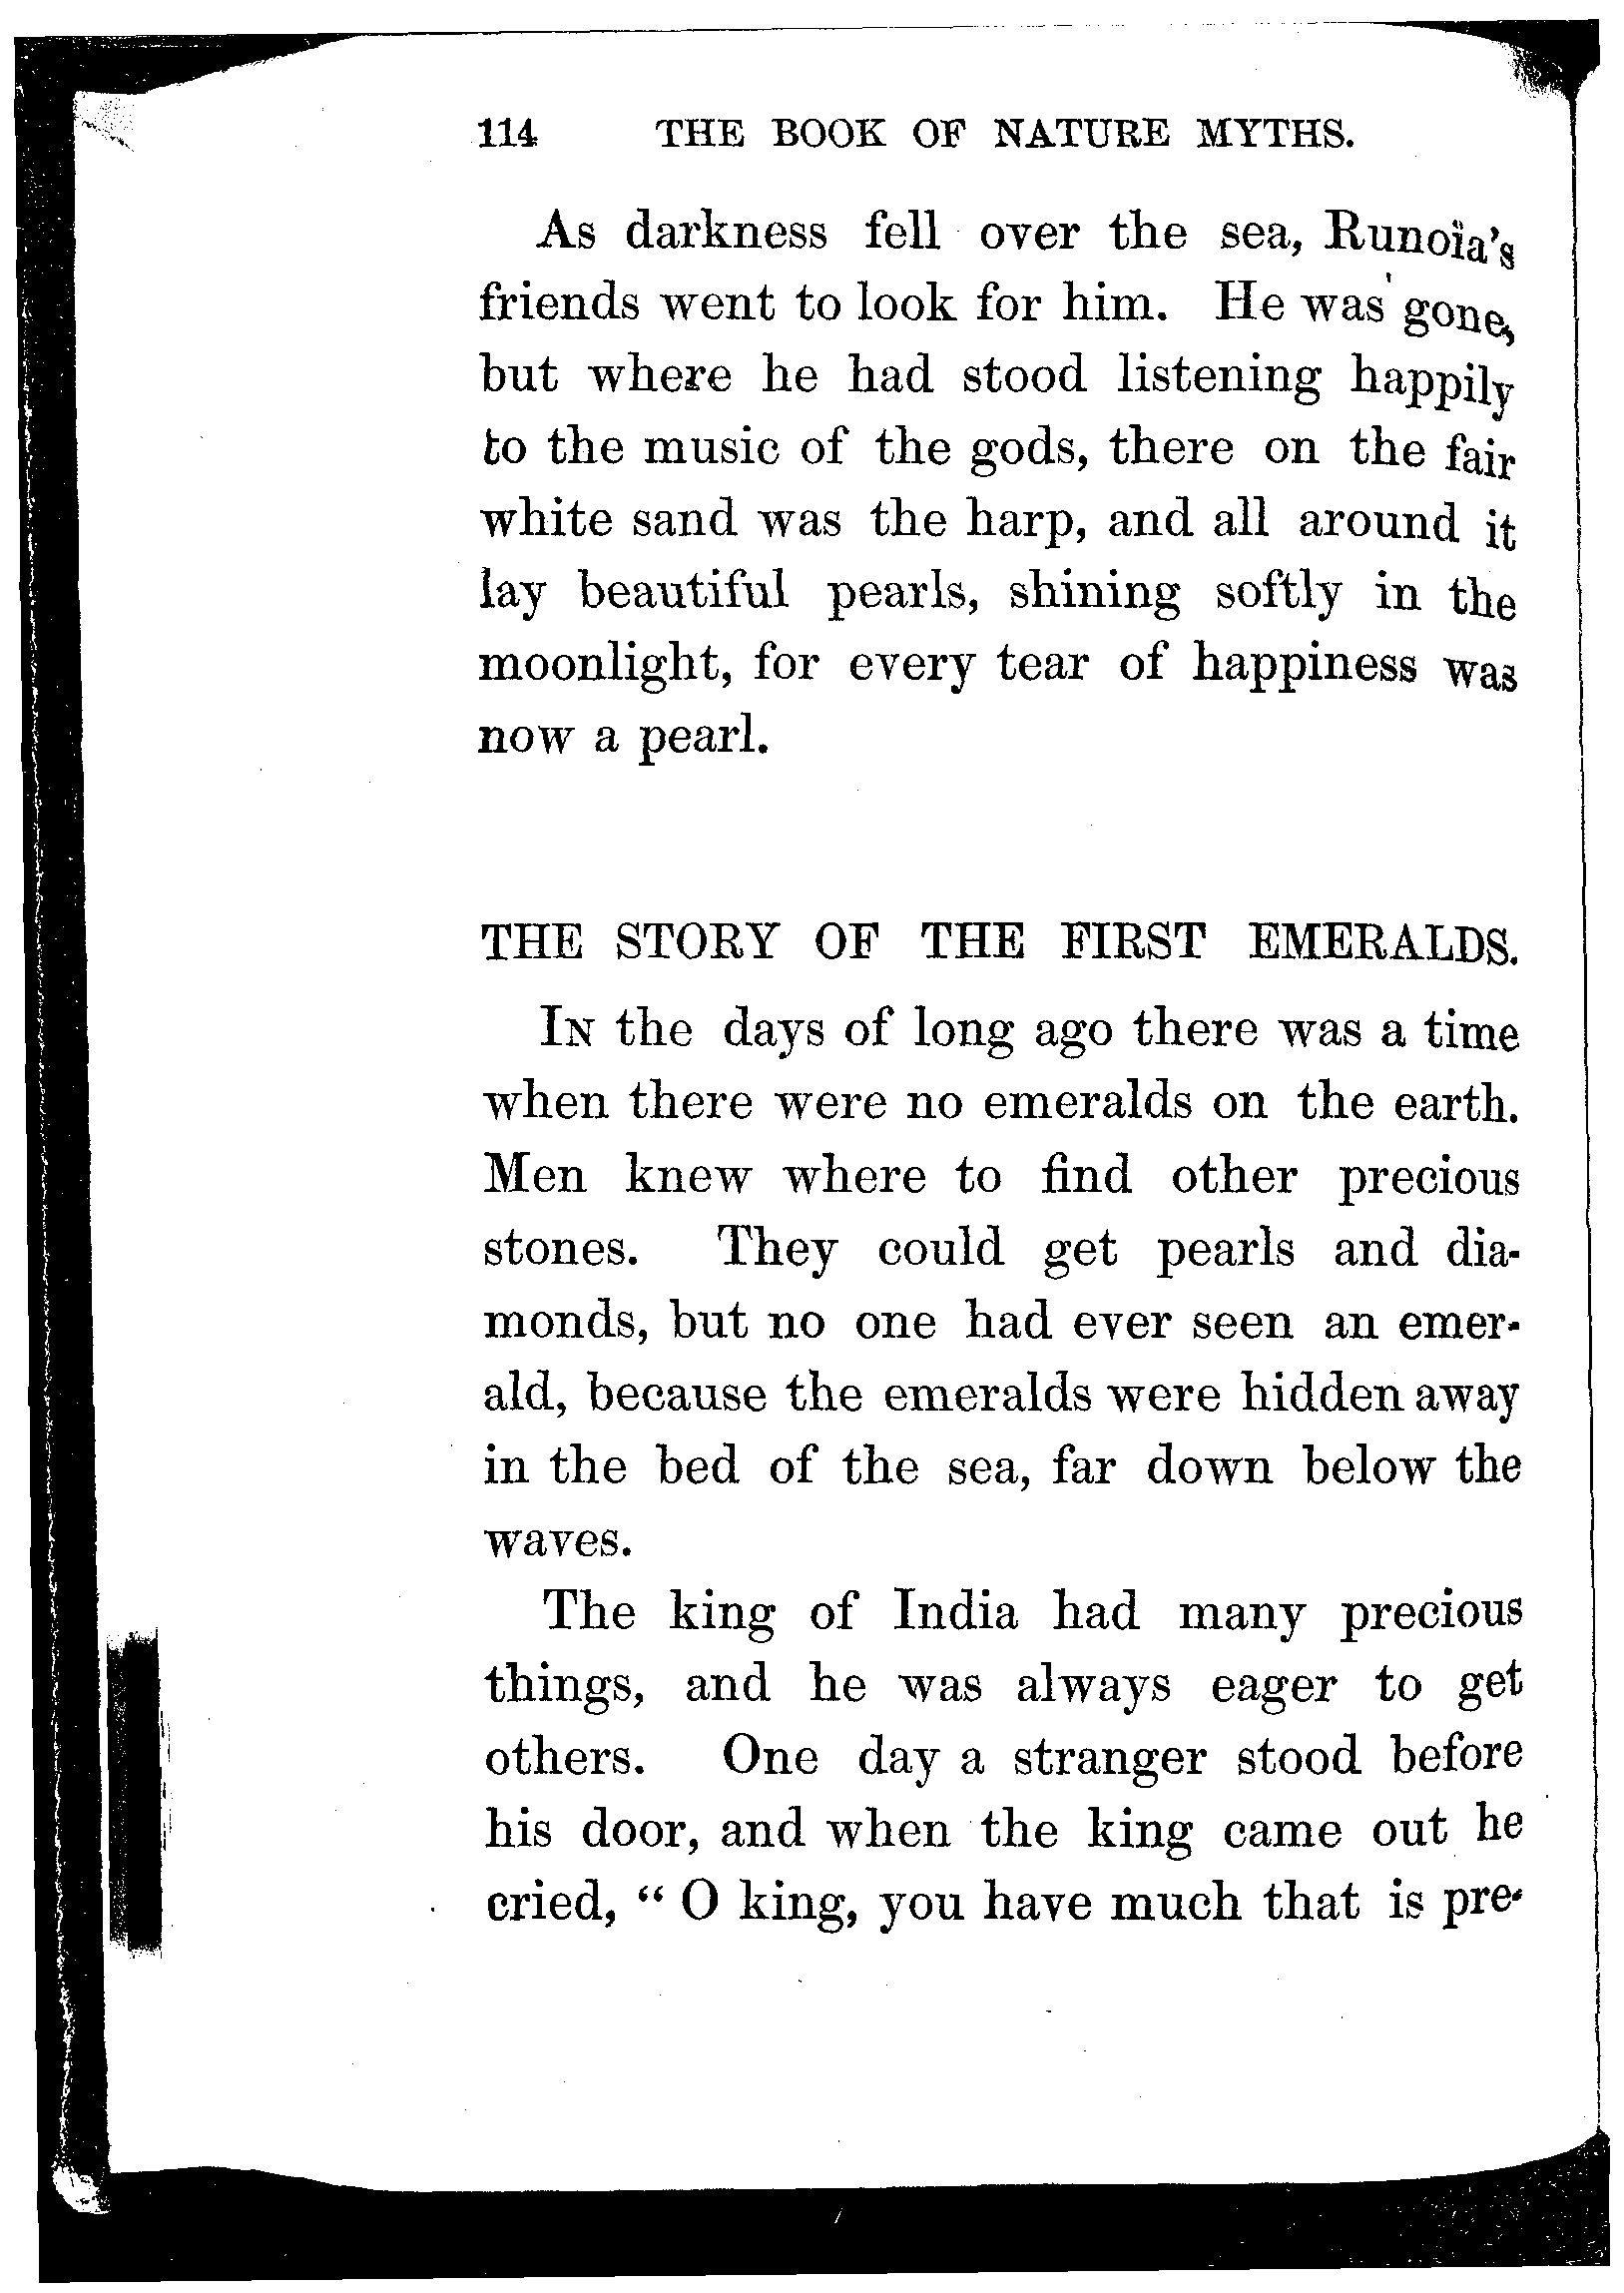 114 THE BOOK OF NATURE MYTHS.
As darkness fell over the sea, Runoia's
friends went to look for him. He was gone,
but where he had stood listening happily
to the music of the gods, there on the fair
white sand was the harp, and all around it
lay beautiful pearls, shining softly in the
moonlight, for every tear of happiness was
now a pearl.
THE STORY OF THE FIRST EMERALDS.
IN the days of long ago there was a time
when there were no emeralds on the earth.
Men knew where to find other precious
stones. They could get pearls and dia-
monds, but no one had ever seen an emer-
ald, because the emeralds were hidden away
in the bed of the sea, far down below the
waves.
The king of India had many precious
things, and he was always eager to get
others. One day a stranger stood before
his door, and when the king came out he
cried, “ O king, you have much that is pre-